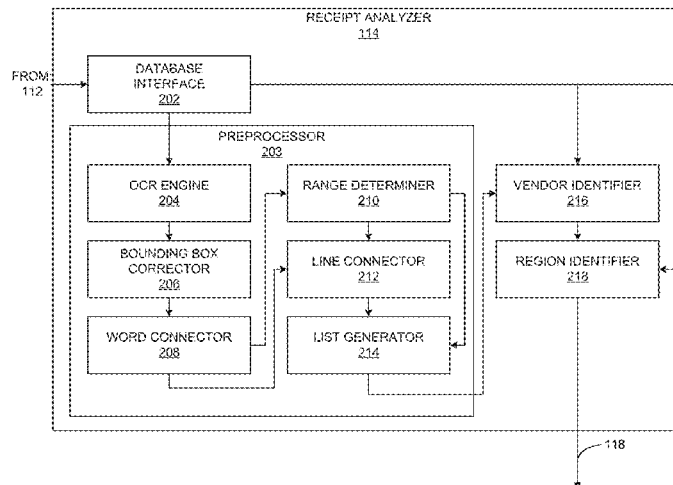 RECEIPT ANALYZER
114
FROM
112
DATABASE
INTERFACE
202
PREPROCESSOR
203
OCR ENGINE
204
RANGE DETERMINER
210
VENDOR IDENTIFIER
216
BOUNDING BOX
CORRECTOR
206
LINE CONNECTOR
212
REGION IDENTIFIER
218
WORD CONNECTOR
208
LIST GENERATOR
214
118